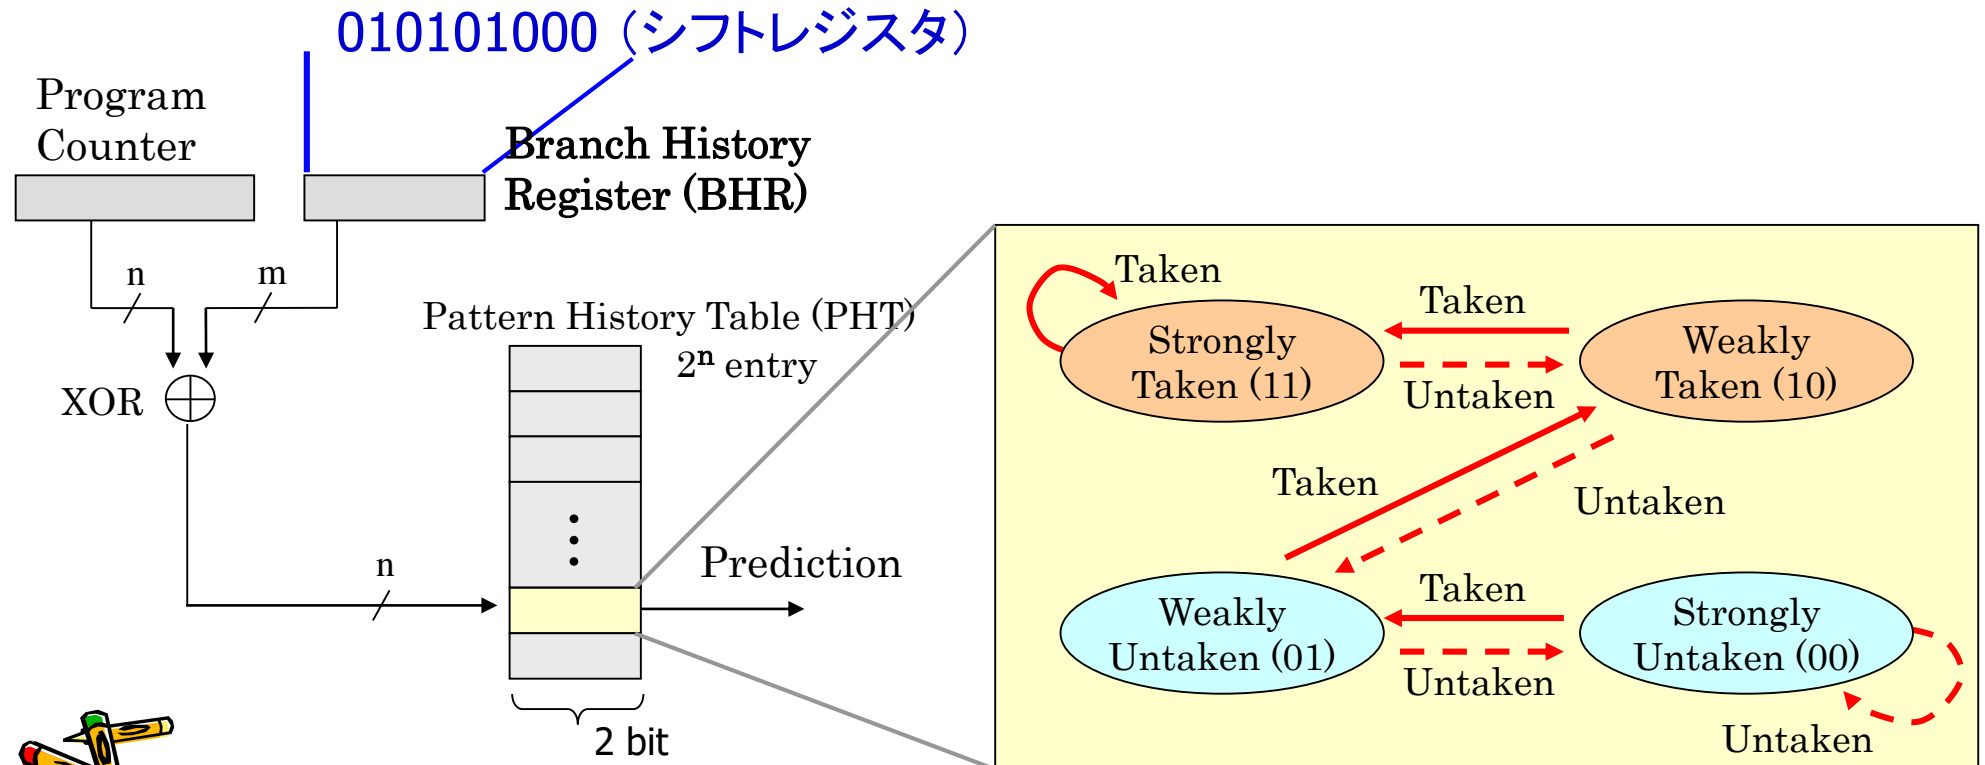 010101000（シフトレジスタ）
Program
Counter
Branch History
Register (BHR)
n
m
XOR
Pattern History Table (PHT)
2ⁿ entry
n
Prediction
2 bit
Taken
Strongly
Taken (11)
Taken
Untaken
Weakly
Taken (10)
Taken
Untaken
Weakly
Untaken (01)
Taken
Untaken
Strongly
Untaken (00)
Untaken